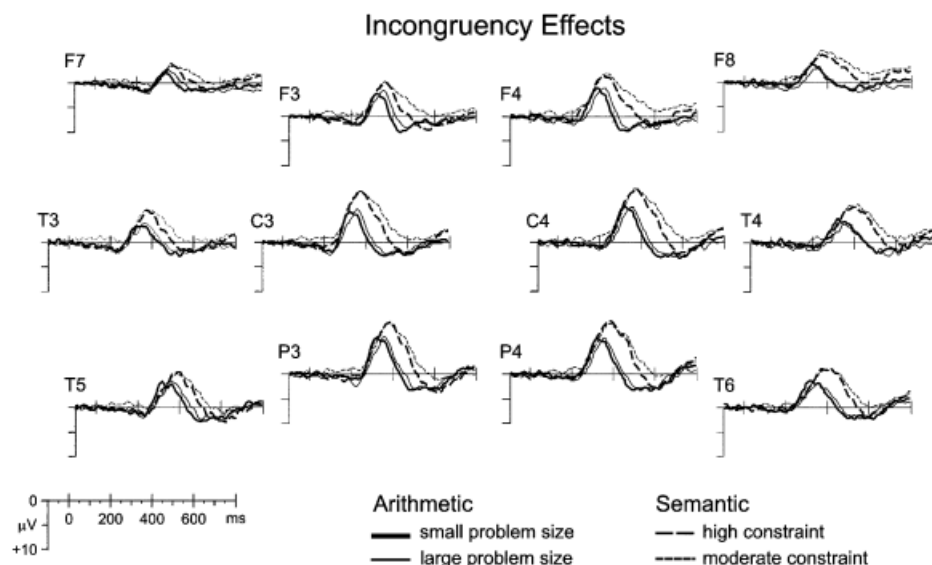 Incongruency Effects
F7
F3
F4
F8
T3
C3
C4
T4
T5
P3
P4
T6
0
µV
+10
0 200 400 600 ms
Arithmetic
small problem size
large problem size
Semantic
high constraint
moderate constraint